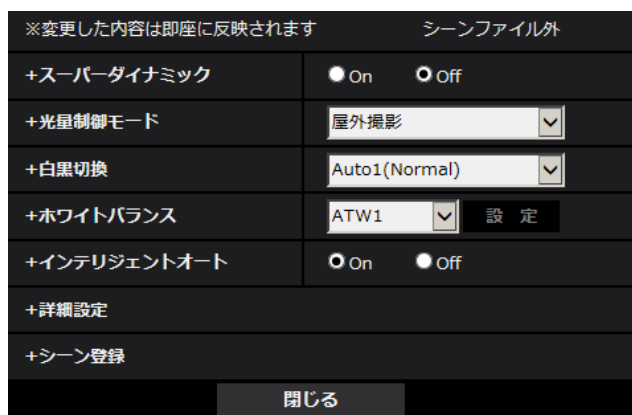 ※変更した内容は即座に反映されます　シーンファイル外
+スーパーダイナミック　On　Off
+光量制御モード　屋外撮影
+白黒切換　Auto1(Normal)
+ホワイトバランス　ATW1　設 定
+インテリジェントオート　On　Off
+詳細設定
+シーン登録
閉じる